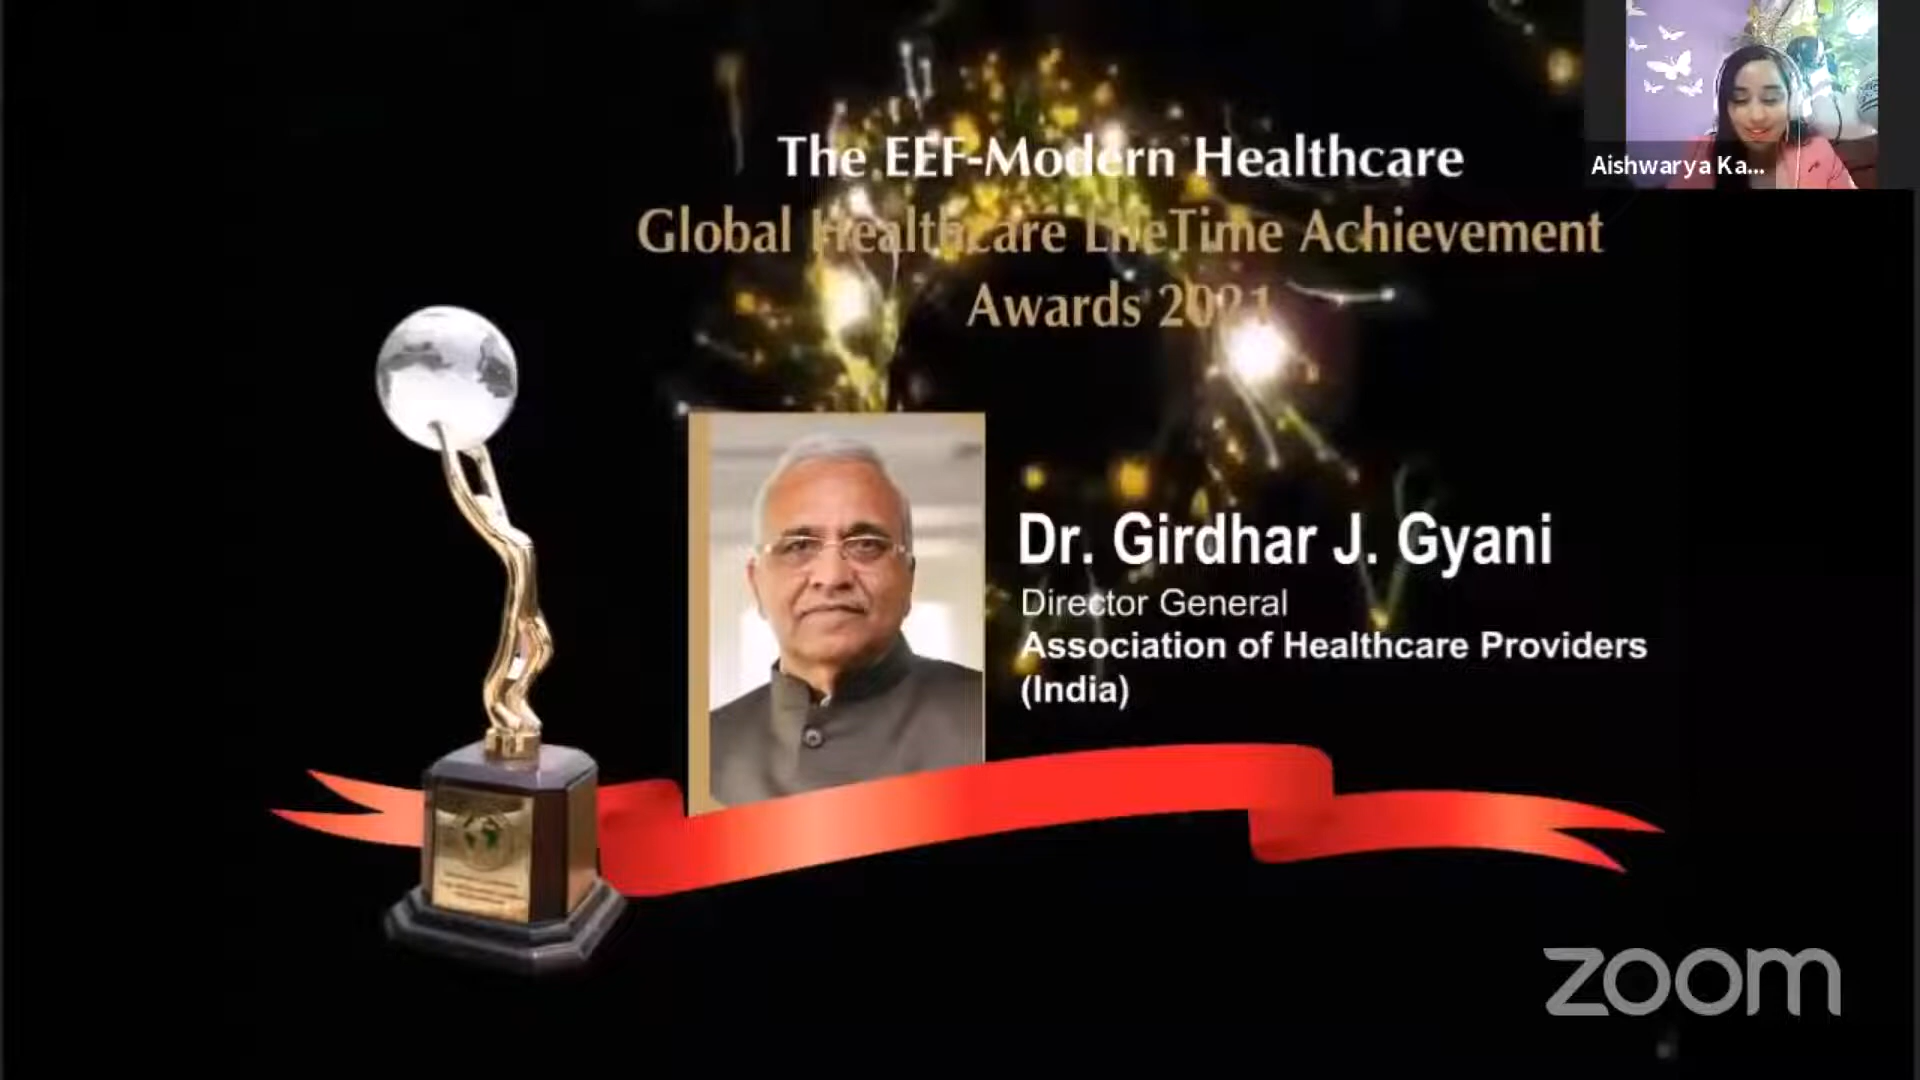 The EEF-Modern Healthcare
Global Healthcare LifeTime Achievement
Awards 2021
Aishwarya Ka...
Dr. Girdhar J. Gyani
Director General
Association of Healthcare Providers
(India)
zoom